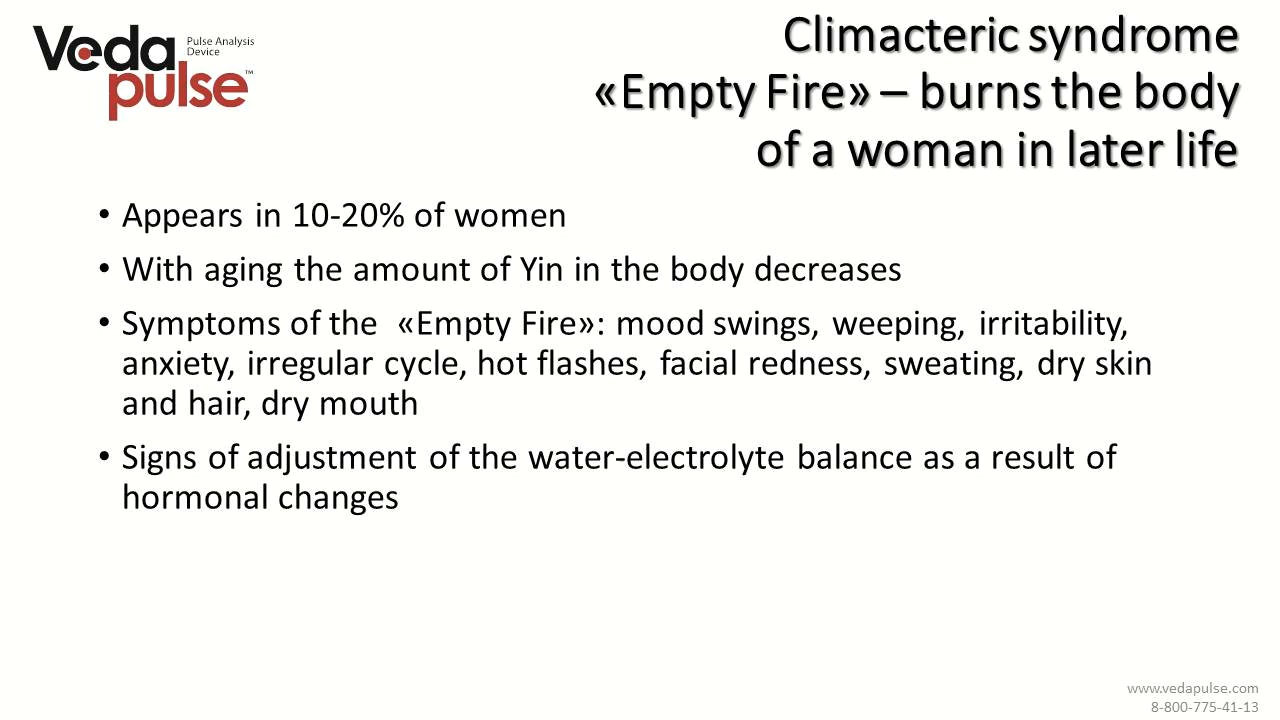 Veda
pulse™
Pulse Analysis
Device
Climacteric syndrome
«Empty Fire» – burns the body
of a woman in later life
• Appears in 10-20% of women
• With aging the amount of Yin in the body decreases
• Symptoms of the «Empty Fire»: mood swings, weeping, irritability,
anxiety, irregular cycle, hot flashes, facial redness, sweating, dry skin
and hair, dry mouth
• Signs of adjustment of the water-electrolyte balance as a result of
hormonal changes
www.vedapulse.com
8-800-775-41-13